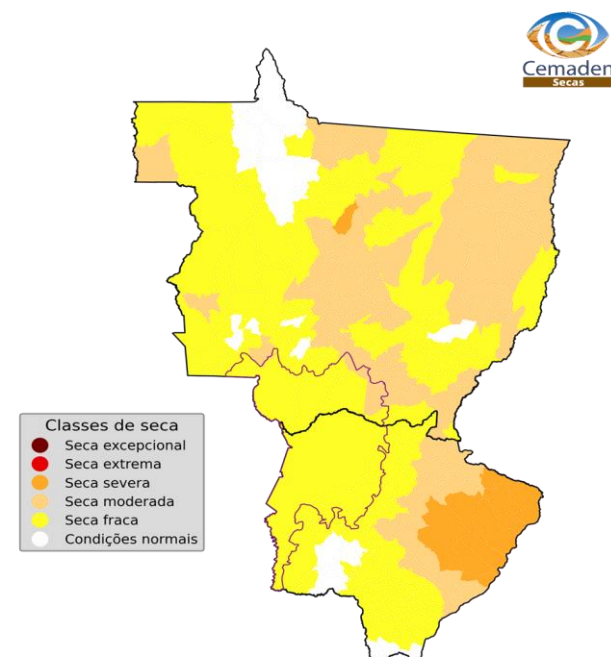 Cemaden
Secas
Classes de seca
Seca excepcional
Seca extrema
Seca severa
Seca moderada
Seca fraca
Condições normais